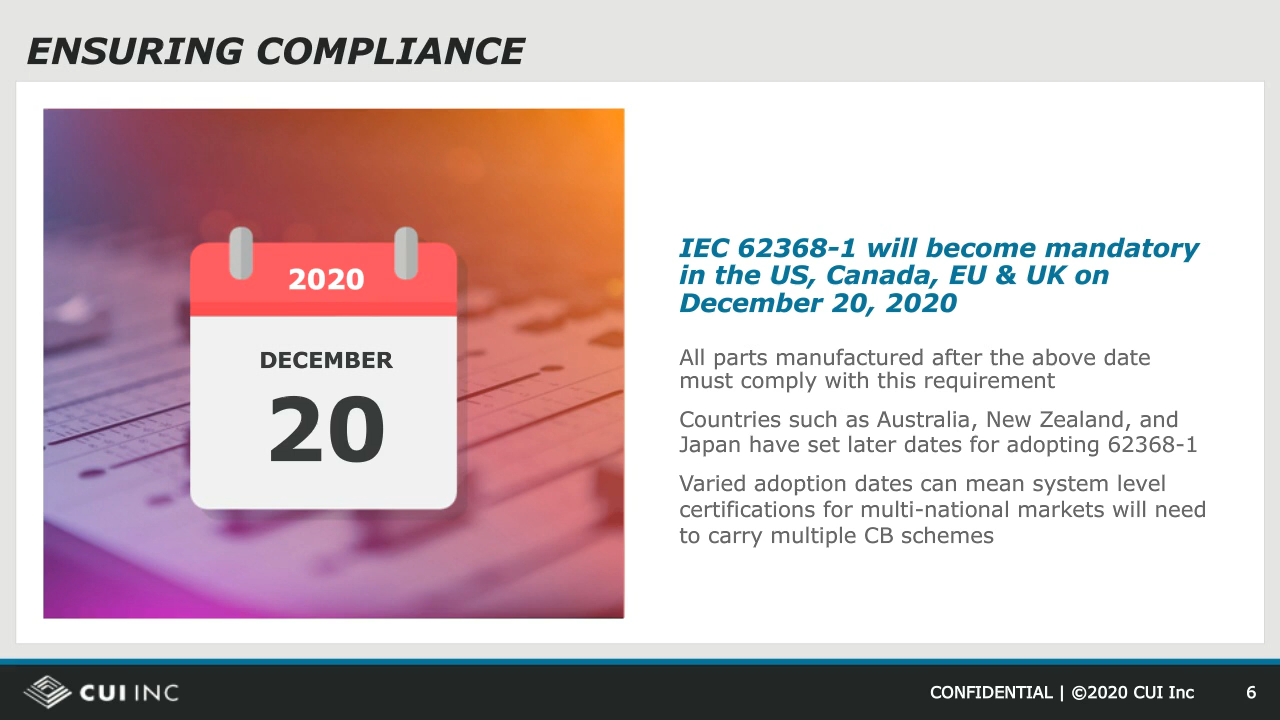 ENSURING COMPLIANCE
2020
DECEMBER
20
IEC 62368-1 will become mandatory
in the US, Canada, EU & UK on
December 20, 2020
All parts manufactured after the above date
must comply with this requirement
Countries such as Australia, New Zealand, and
Japan have set later dates for adopting 62368-1
Varied adoption dates can mean system level
certifications for multi-national markets will need
to carry multiple CB schemes
CUI INC
CONFIDENTIAL | ©2020 CUI Inc
6